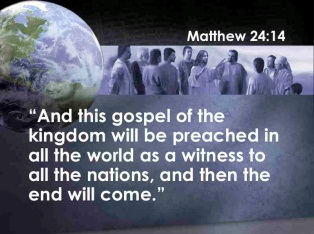 Matthew 24:14
“And this gospel of the
kingdom will be preached in
all the world as a witness to
all the nations, and then the
end will come.”